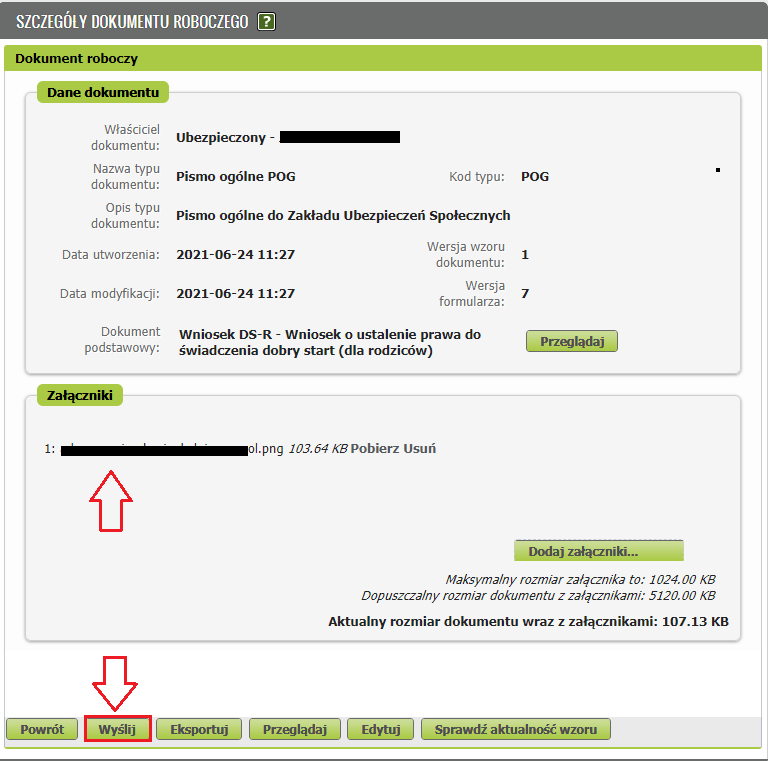 SZCZEGÓŁY DOKUMENTU ROBOCZEGO ?
Dokument roboczy
Dane dokumentu
Właściciel dokumentu: Ubezpieczony -
Nazwa typu dokumentu: Pismo ogólne POG Kod typu: POG
Opis typu dokumentu: Pismo ogólne do Zakładu Ubezpieczeń Społecznych
Data utworzenia: 2021-06-24 11:27 Wersja wzoru dokumentu: 1
Data modyfikacji: 2021-06-24 11:27 Wersja formularza: 7
Dokument podstawowy: Wniosek DS-R - Wniosek o ustalenie prawa do świadczenia dobry start (dla rodziców) Przeglądaj
Załączniki
1: ol.png 103.64 KB Pobierz Usuń
Dodaj załączniki...
Maksymalny rozmiar załącznika to: 1024.00 KB
Dopuszczalny rozmiar dokumentu z załącznikami: 5120.00 KB
Aktualny rozmiar dokumentu wraz z załącznikami: 107.13 KB
Powrót Wyślij Eksportuj Przeglądaj Edytuj Sprawdź aktualność wzoru